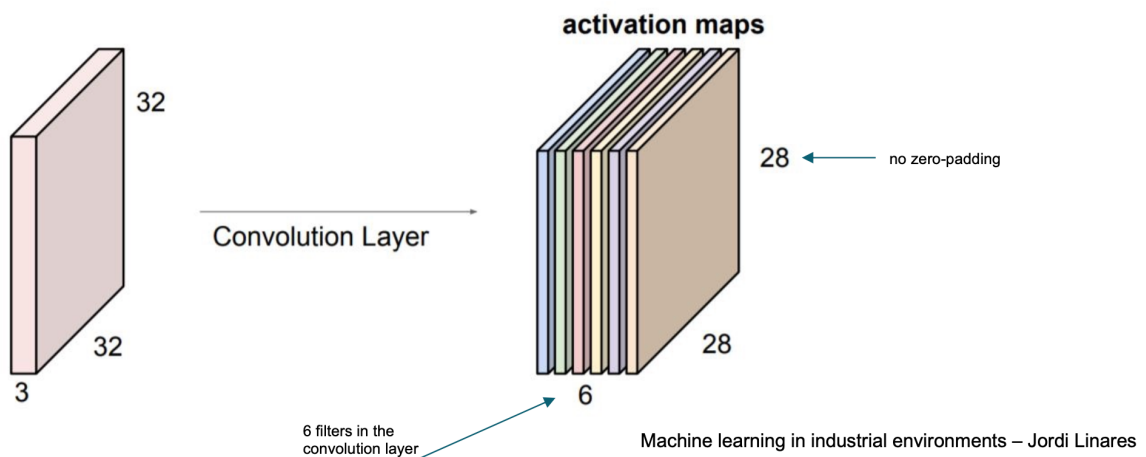 activation maps
32
28
no zero-padding
Convolution Layer
32
28
3
6
6 filters in the
convolution layer
Machine learning in industrial environments – Jordi Linares